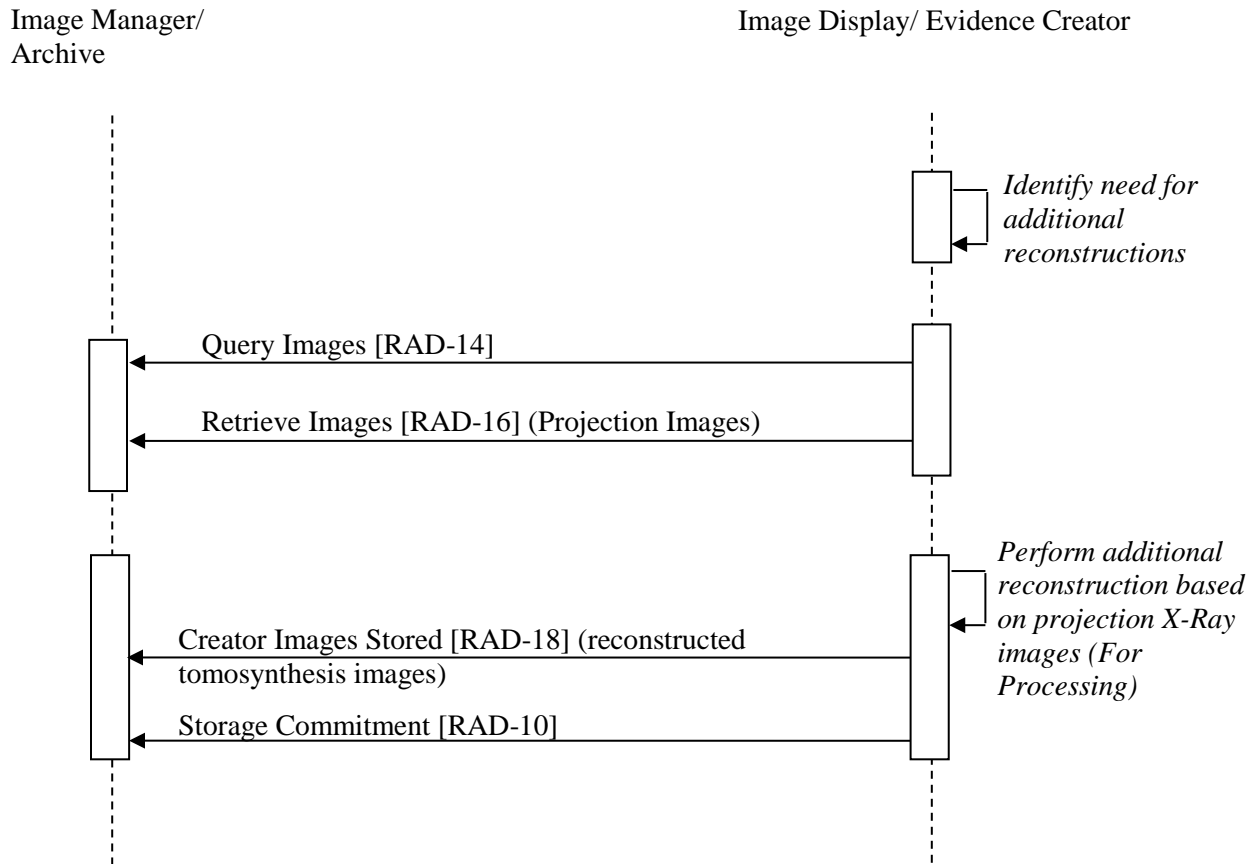 Image Manager/
Archive
Image Display/ Evidence Creator
Identify need for
additional
reconstructions
Query Images [RAD-14]
Retrieve Images [RAD-16] (Projection Images)
Perform additional
reconstruction based
on projection X-Ray
images (For
Processing)
Creator Images Stored [RAD-18] (reconstructed
tomosynthesis images)
Storage Commitment [RAD-10]